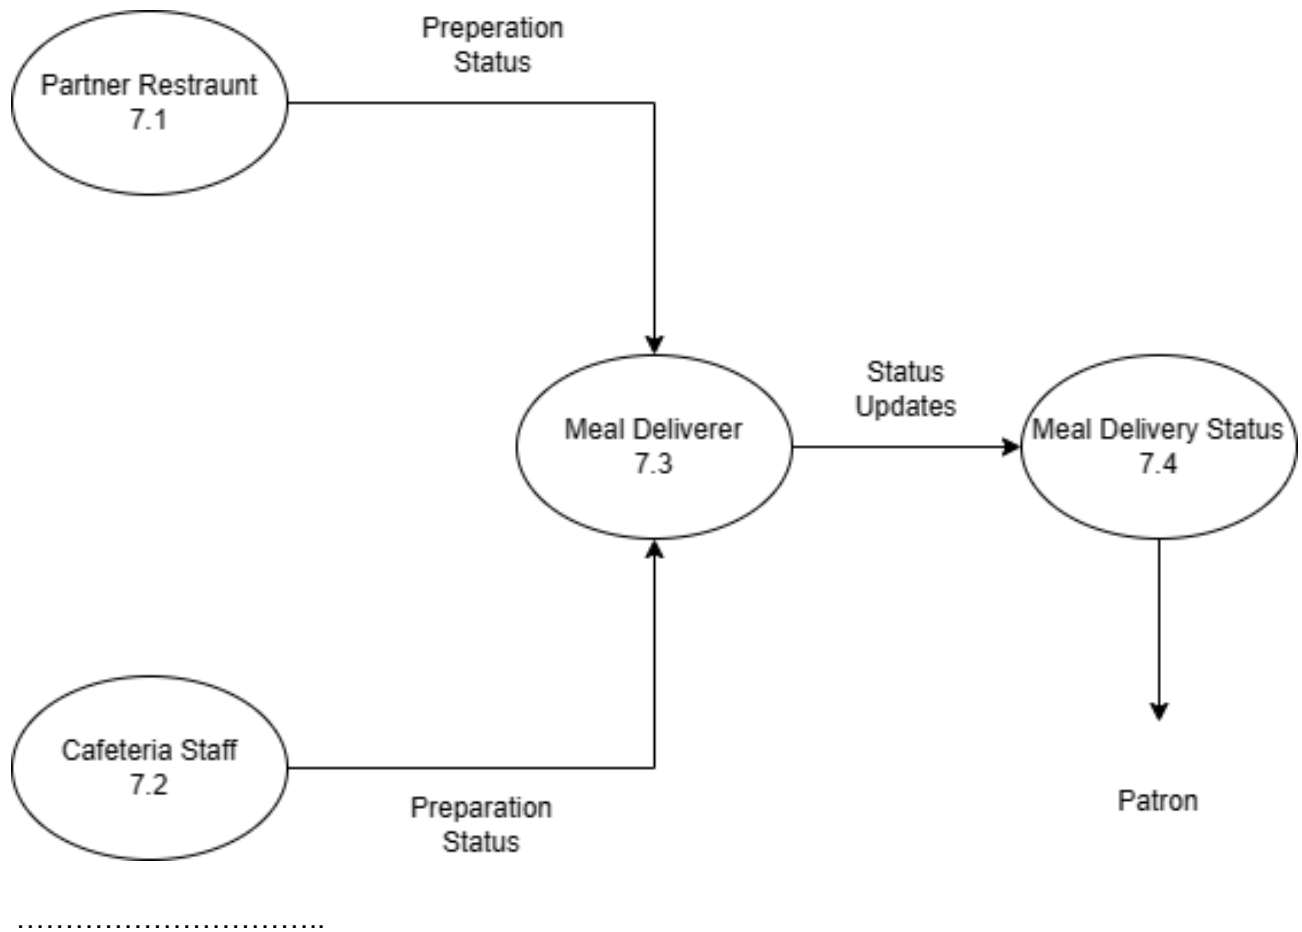 Preperation
Status
Partner Restraunt
7.1
Status
Updates
Meal Deliverer
7.3
Meal Delivery Status
7.4
Cafeteria Staff
7.2
Preparation
Status
Patron
…………………………..